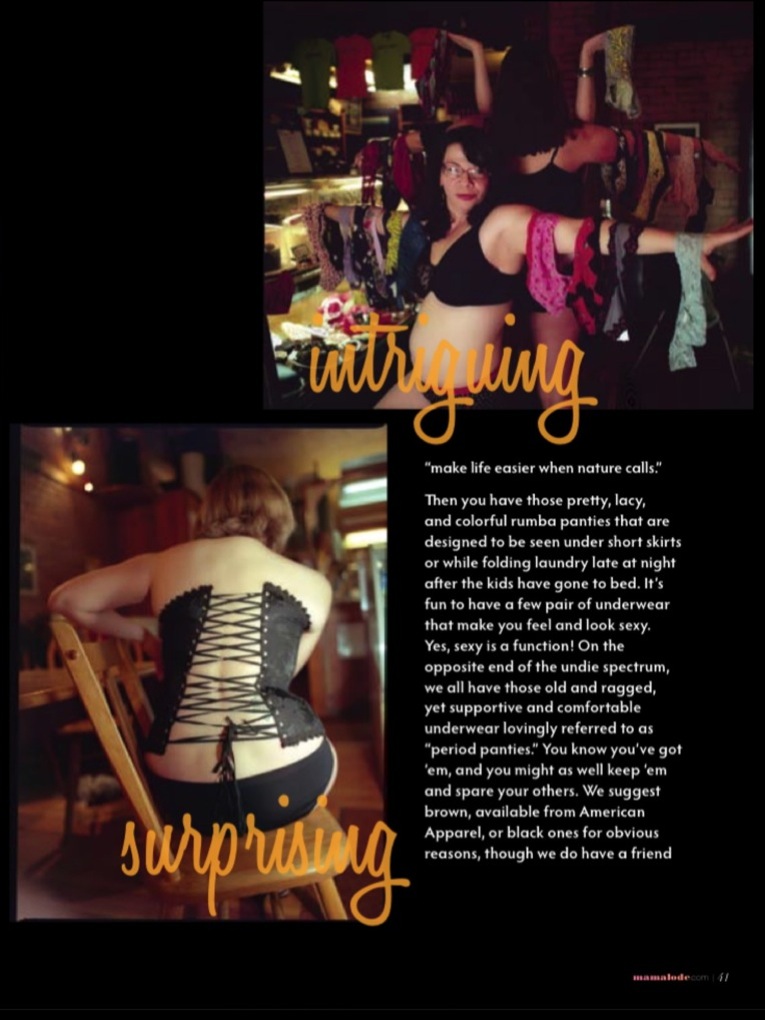 intriguing
“make life easier when nature calls.”
Then you have those pretty, lacy,
and colorful rumba panties that are
designed to be seen under short skirts
or while folding laundry late at night
after the kids have gone to bed. It’s
fun to have a few pair of underwear
that make you feel and look sexy.
Yes, sexy is a function! On the
opposite end of the undie spectrum,
we all have those old and ragged,
yet supportive and comfortable
underwear lovingly referred to as
“period panties.” You know you’ve got
‘em, and you might as well keep ‘em
and spare your others. We suggest
brown, available from American
Apparel, or black ones for obvious
reasons, though we do have a friend
surprising
mamalode.com | 41